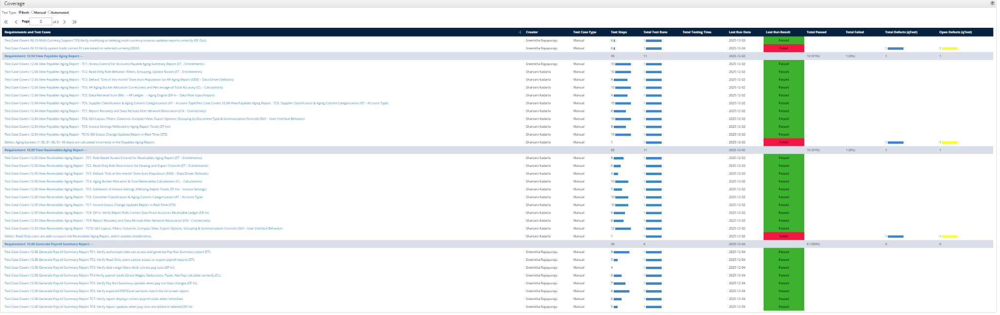 Coverage
?
Test Type: Both Manual Automated
Page 2 of 2
Requirements and Test Cases Creator Test Case Type Test Steps Total Test Runs Total Testing Time Last Run Date Last Run Result Total Passed Total Failed Total Defects (qTest) Open Defects (qTest)
Test Case Covers 06.10 Multi-Currency Support TC8.Verify modifying or deleting multi-currency invoices updates reports correctly (DF-Out). Sreenitha Rayapuraju Manual 6 1 2025-12-03 Passed
Test Case Covers 06.10 Verify system loads correct FX rate based on selected currency (DDV). Sreenitha Rayapuraju Manual 6 1 2025-12-04 Failed 1 1
Requirement: 12.04 View Payables Aging Report - - 95 11 2025-12-02 10 (91%) 1 (9%) 1 1
Test Case Covers 12.04 View Payables Aging Report - TC1. Access Control for Accounts Payable Aging Summary Report (ET – Entitlements) Sreenitha Rayapuraju Manual 10 1 2025-12-02 Passed
Test Case Covers 12.04 View Payables Aging Report - TC2. Read-Only Role Behavior: Filters, Grouping, Update Button (ET – Entitlements) Sharvani Kadarla Manual 10 1 2025-12-02 Passed
Test Case Covers 12.04 View Payables Aging Report - TC3. Default "End of this month" Date Auto-Population for AP Aging Report (DDD – Data-Driven Defaults) Sharvani Kadarla Manual 9 1 2025-12-02 Passed
Test Case Covers 12.04 View Payables Aging Report - TC4. AP Aging Bucket Allocation Correctness and Percentage-of-Total Accuracy (CL – Calculations) Sharvani Kadarla Manual 10 1 2025-12-02 Passed
Test Case Covers 12.04 View Payables Aging Report - TC5. Data Retrieval from Bills → AP Ledger → Aging Engine (DF-In – Data Flow Input/Import) Sharvani Kadarla Manual 9 1 2025-12-02 Passed
Test Case Covers 12.04 View Payables Aging Report - TC6. Supplier Classification & Aging Column Categorization (AT – Account Type)Test Case Covers 12.04 View Payables Aging Report - TC6. Supplier Classification & Aging Column Categorization (AT – Account Type) Sharvani Kadarla Manual 10 1 2025-12-02 Passed
Test Case Covers 12.04 View Payables Aging Report - TC7. Report Recovery and Data Re-load After Network Restoration (CN – Connectivity) Sharvani Kadarla Manual 8 1 2025-12-02 Passed
Test Case Covers 12.04 View Payables Aging Report - TC8. GUI Layout, Filters, Columns, Compact View, Export Options, Grouping by Document Type & Summarization Controls (GUI – User Interface Behavior) Sharvani Kadarla Manual 10 1 2025-12-02 Passed
Test Case Covers 12.04 View Payables Aging Report - TC9. Invoice Settings Reflected in Aging Report Totals (ST-Inv) Sharvani Kadarla Manual 8 1 2025-12-02 Passed
Test Case Covers 12.04 View Payables Aging Report - TC10. Bill Status Change Updates Report in Real-Time (STS) Sharvani Kadarla Manual 10 1 2025-12-02 Passed
Defect: Aging buckets (1-30, 31-60, 61-90 days) are calculated incorrectly in the Payables Aging Report. Sharvani Kadarla Manual 1 1 2025-12-02 Failed 1 1
Requirement: 12.05 View Receivables Aging Report - - 85 11 2025-12-02 10 (91%) 1 (9%) 1 1
Test Case Covers 12.05 View Receivables Aging Report - TC1. Role-Based Access Control for Receivables Aging Report (ET – Entitlements) Sharvani Kadarla Manual 8 1 2025-12-02 Passed
Test Case Covers 12.05 View Receivables Aging Report - TC2. Read-Only Role Restrictions for Viewing and Export Controls (ET – Entitlements) Sharvani Kadarla Manual 6 1 2025-12-02 Passed
Test Case Covers 12.05 View Receivables Aging Report - TC3. Default "End of this month" Date Auto-Population (DDD – Data-Driven Defaults) Sharvani Kadarla Manual 4 1 2025-12-02 Passed
Test Case Covers 12.05 View Receivables Aging Report - TC4. Aging Bucket Allocation & Total Receivables Calculations (CL – Calculations) Sharvani Kadarla Manual 10 1 2025-12-02 Passed
Test Case Covers 12.05 View Receivables Aging Report - TC5. Validation of Invoice Settings Affecting Report Totals (ST-Inv – Invoice Settings) Sharvani Kadarla Manual 7 1 2025-12-02 Passed
Test Case Covers 12.05 View Receivables Aging Report - TC6. Customer Classification & Aging Column Categorization (AT – Account Type) Sharvani Kadarla Manual 10 1 2025-12-02 Passed
Test Case Covers 12.05 View Receivables Aging Report - TC7. Invoice Status Change Updates Report in Real-Time (STS) Sharvani Kadarla Manual 10 1 2025-12-02 Passed
Test Case Covers 12.05 View Receivables Aging Report - TC8. DF-In: Verify Report Pulls Correct Data From Accounts Receivable Ledger (DF-In) Sharvani Kadarla Manual 9 1 2025-12-02 Passed
Test Case Covers 12.05 View Receivables Aging Report - TC9. Report Recovery and Data Re-load After Network Restoration (CN – Connectivity) Sharvani Kadarla Manual 8 1 2025-12-02 Passed
Test Case Covers 12.05 View Receivables Aging Report - TC10. GUI Layout, Filters, Columns, Compact View, Export Options, Grouping & Summarization Controls (GUI – User Interface Behavior) Sharvani Kadarla Manual 12 1 2025-12-02 Passed
Defect: Read Only users are able to export the Receivables Aging Report, which violates entitlements. Sharvani Kadarla Manual 1 1 2025-12-02 Failed 1 1
Requirement: 12.06 Generate Payroll Summary Report - - 49 8 2025-12-04 8 (100%) 0 0
Test Case Covers 12.06 Generate Payroll Summary Report TC1. Verify authorized roles can access and generate Pay Run Summary report (ET). Sreenitha Rayapuraju Manual 8 1 2025-12-04 Passed
Test Case Covers 12.06 Generate Payroll Summary Report TC2. Verify Read-Only users cannot access or export payroll reports (ET). Sreenitha Rayapuraju Manual 5 1 2025-12-04 Passed
Test Case Covers 12.06 Generate Payroll Summary Report TC3. Verify date range filters fetch correct pay runs (DF-In). Sreenitha Rayapuraju Manual 4 1 2025-12-04 Passed
Test Case Covers 12.06 Generate Payroll Summary Report TC4.Verify payroll totals (Gross Wages, Deductions, Taxes, Net Pay) calculate correctly (CL). Sreenitha Rayapuraju Manual 6 1 2025-12-04 Passed
Test Case Covers 12.06 Generate Payroll Summary Report TC5. Verify Pay Run Summary updates when pay run data changes (DF-In). Sreenitha Rayapuraju Manual 7 1 2025-12-04 Passed
Test Case Covers 12.06 Generate Payroll Summary Report TC6. Verify exported PDF/Excel versions match the on-screen report. Sreenitha Rayapuraju Manual 8 1 2025-12-04 Passed
Test Case Covers 12.06 Generate Payroll Summary Report TC7. Verify report displays correct payroll totals when refreshed. Sreenitha Rayapuraju Manual 6 1 2025-12-04 Passed
Test Case Covers 12.06 Generate Payroll Summary Report TC8. Verify report updates when pay runs are added or deleted (DF-In). Sreenitha Rayapuraju Manual 5 1 2025-12-04 Passed